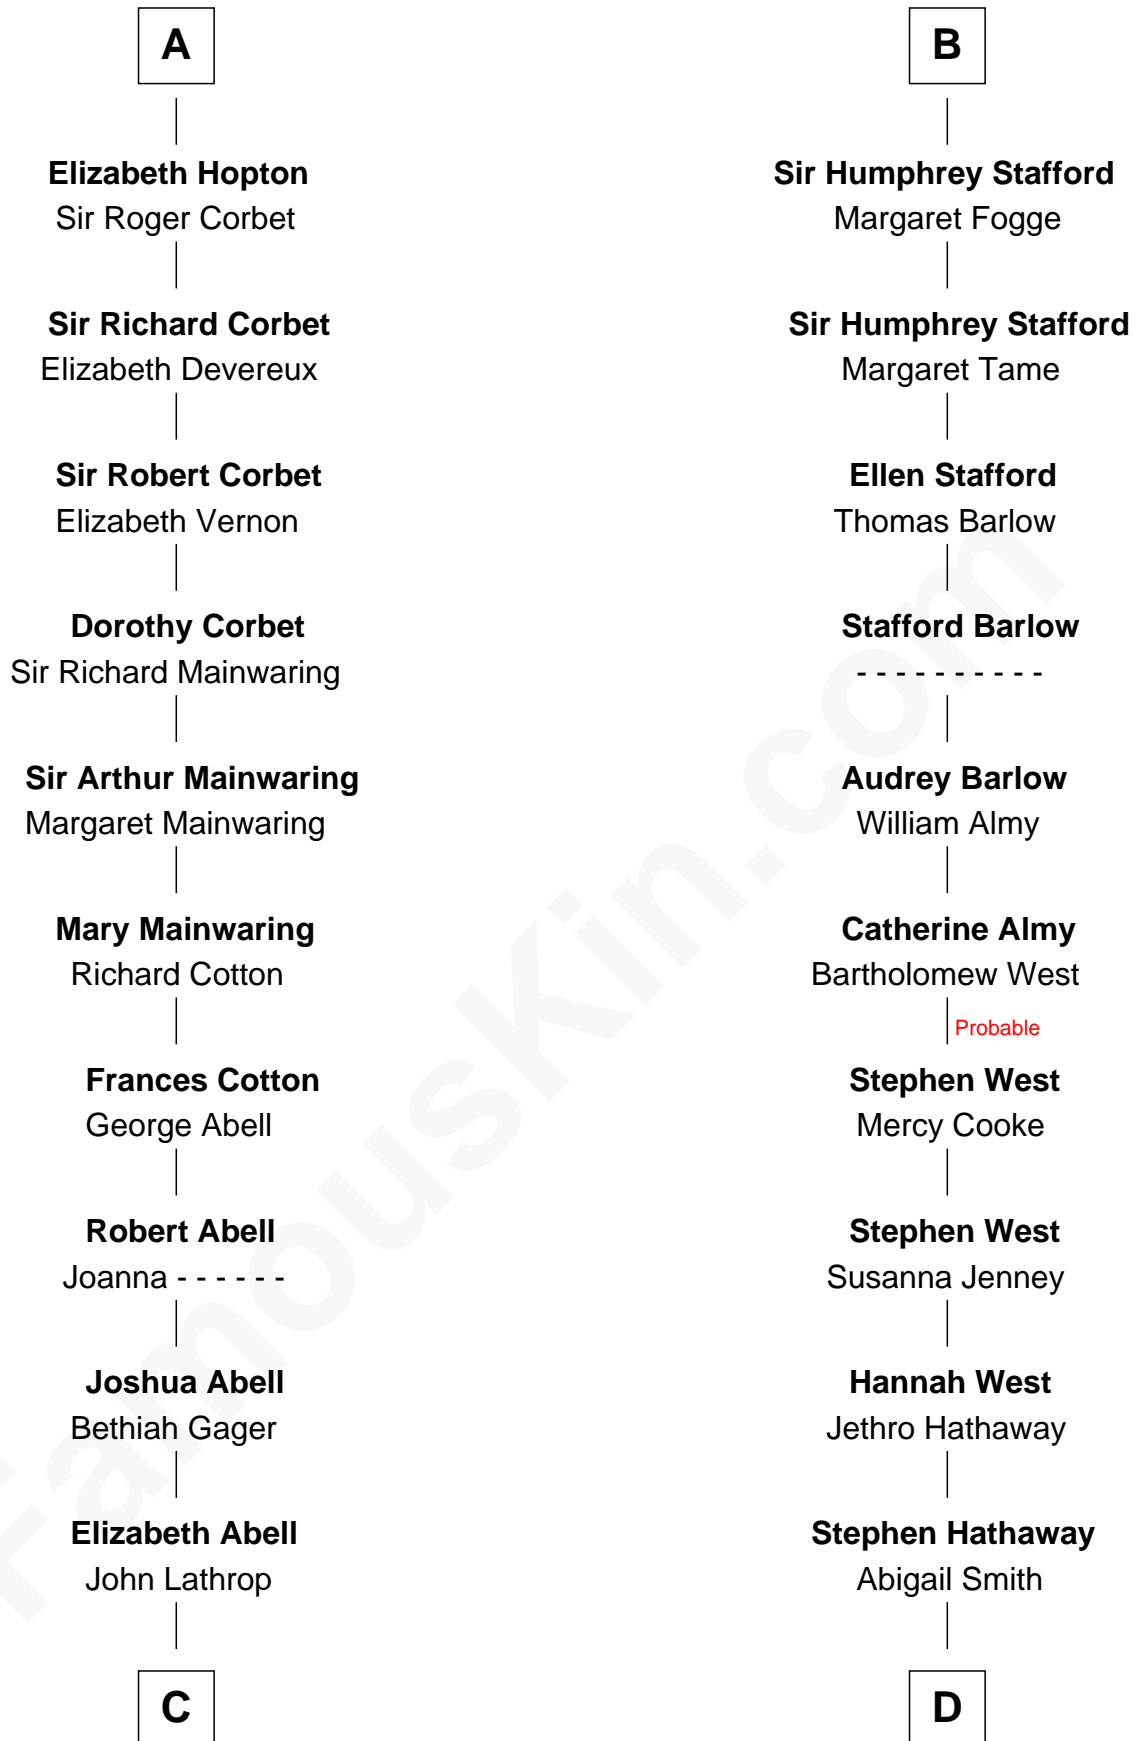 A
Elizabeth Hopton
Sir Roger Corbet
Sir Richard Corbet
Elizabeth Devereux
Sir Robert Corbet
Elizabeth Vernon
Dorothy Corbet
Sir Richard Mainwaring
Sir Arthur Mainwaring
Margaret Mainwaring
Mary Mainwaring
Richard Cotton
Frances Cotton
George Abell
Robert Abell
Joanna - - - - - -
Joshua Abell
Bethiah Gager
Elizabeth Abell
John Lathrop
C
B
Sir Humphrey Stafford
Margaret Fogge
Sir Humphrey Stafford
Margaret Tame
Ellen Stafford
Thomas Barlow
Stafford Barlow
- - - - - - - - - -
Audrey Barlow
William Almy
Catherine Almy
Bartholomew West
Probable
Stephen West
Mercy Cooke
Stephen West
Susanna Jenney
Hannah West
Jethro Hathaway
Stephen Hathaway
Abigail Smith
D
FamousKin.com